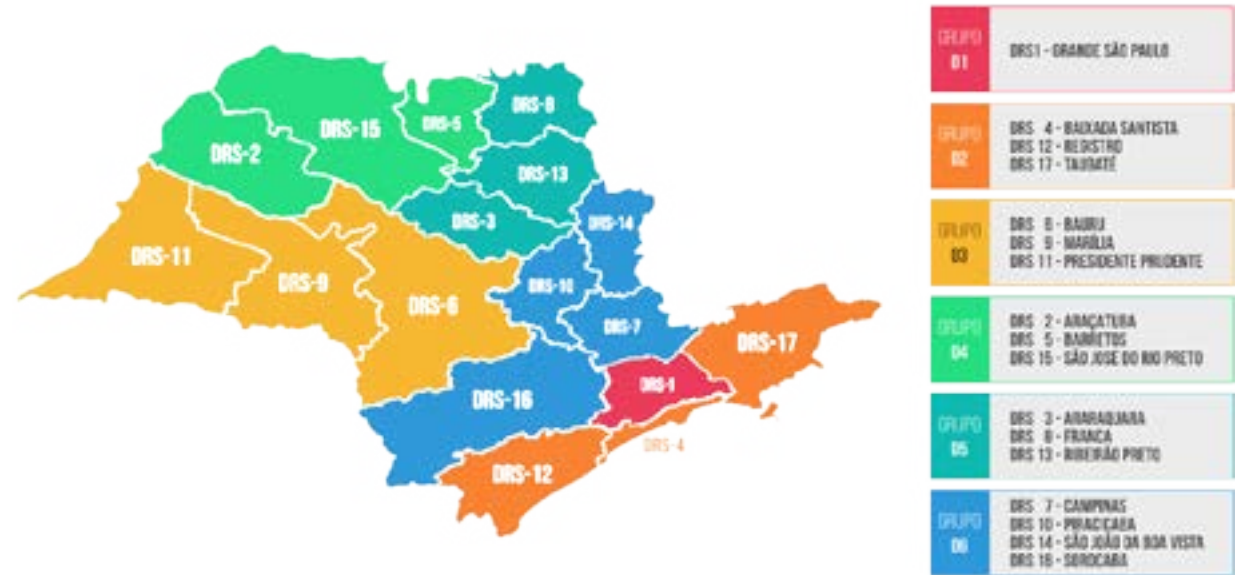 DRS-8
DRS-15
DRS-5
DRS-2
DRS-13
DRS-3
DRS-14
DRS-11
DRS-9
DRS-10
DRS-6
DRS-7
DRS-17
DRS-1
DRS-16
DRS-4
DRS-12
GRUPO
01
DRS1 - GRANDE SÃO PAULO
GRUPO
02
DRS 4 - BAIXADA SANTISTA
DRS 12 - REGISTRO
DRS 17 - TAUBATÉ
GRUPO
03
DRS 6 - BAURU
DRS 9 - MARÍLIA
DRS 11 - PRESIDENTE PRUDENTE
GRUPO
04
DRS 2 - ARAÇATUBA
DRS 5 - BARRETOS
DRS 15 - SÃO JOSÉ DO RIO PRETO
GRUPO
05
DRS 3 - ARARAQUARA
DRS 8 - FRANCA
DRS 13 - RIBEIRÃO PRETO
GRUPO
06
DRS 7 - CAMPINAS
DRS 10 - PIRACICABA
DRS 14 - SÃO JOÃO DA BOA VISTA
DRS 16 - SOROCABA